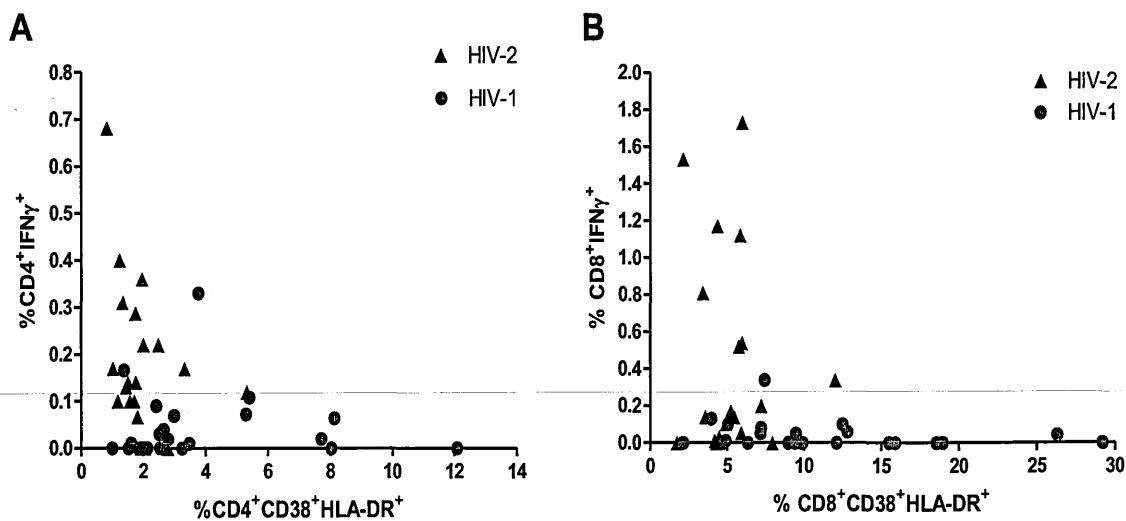 A
HIV-2
HIV-1
0.8
0.7
0.6
0.5
0.4
0.3
0.2
0.1
0.0
%CD4⁺IFNγ⁺
0 2 4 6 8 10 12 14
%CD4⁺CD38⁺HLA-DR⁺
B
HIV-2
HIV-1
2.0
1.8
1.6
1.4
1.2
1.0
0.8
0.6
0.4
0.2
0.0
% CD8⁺IFNγ⁺
0 5 10 15 20 25 30
% CD8⁺CD38⁺HLA-DR⁺